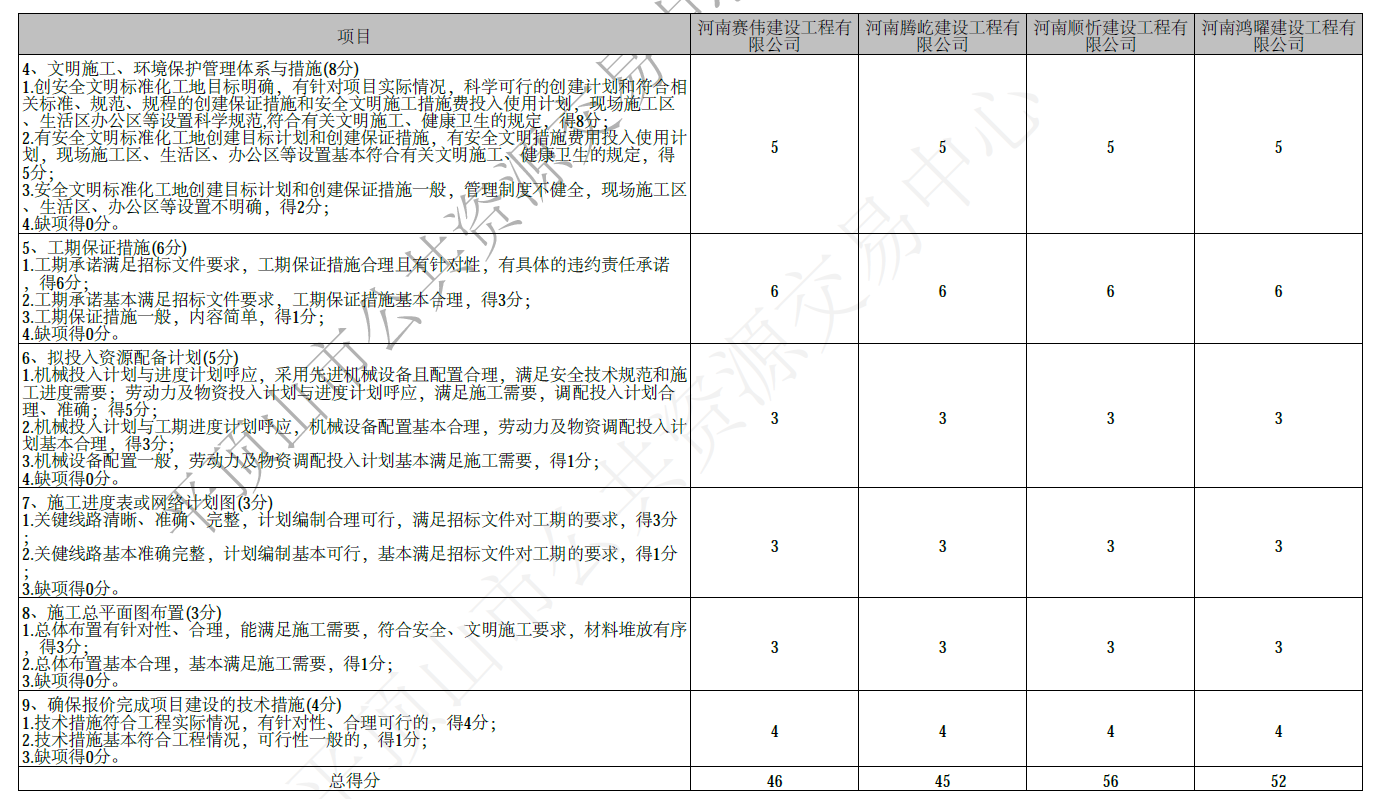 项目
河南赛伟建设工程有
限公司
河南腾屹建设工程有
限公司
河南顺忻建设工程有
限公司
河南鸿曜建设工程有
限公司
4、文明施工、环境保护管理体系与措施(8分)
1.创安全文明标准化工地目标明确，有针对项目实际情况，科学可行的创建计划和符合相
关标准、规范、规程的创建保证措施和安全文明施工措施费投入使用计划，现场施工区
、生活区办公区等设置科学规范,符合有关文明施工、健康卫生的规定，得8分；
2.有安全文明标准化工地创建目标计划和创建保证措施，有安全文明措施费用投入使用计
划，现场施工区、生活区、办公区等设置基本符合有关文明施工、健康卫生的规定，得
5分；
3.安全文明标准化工地创建目标计划和创建保证措施一般，管理制度不健全，现场施工区
、生活区、办公区等设置不明确，得2分；
4.缺项得0分。
5 5 5 5
5、工期保证措施(6分)
1.工期承诺满足招标文件要求，工期保证措施合理且有针对性，有具体的违约责任承诺
，得6分；
2.工期承诺基本满足招标文件要求，工期保证措施基本合理，得3分；
3.工期保证措施一般，内容简单，得1分；
4.缺项得0分。
6 6 6 6
6、拟投入资源配备计划(5分)
1.机械投入计划与进度计划呼应，采用先进机械设备且配置合理，满足安全技术规范和施
工进度需要；劳动力及物资投入计划与进度计划呼应，满足施工需要，调配投入计划合
理、准确；得5分；
2.机械投入计划与工期进度计划呼应，机械设备配置基本合理，劳动力及物资调配投入计
划基本合理，得3分；
3.机械设备配置一般，劳动力及物资调配投入计划基本满足施工需要，得1分；
4.缺项得0分。
3 3 3 3
7、施工进度表或网络计划图(3分)
1.关键线路清晰、准确、完整，计划编制合理可行，满足招标文件对工期的要求，得3分
；
2.关健线路基本准确完整，计划编制基本可行，基本满足招标文件对工期的要求，得1分
；
3.缺项得0分。
3 3 3 3
8、施工总平面图布置(3分)
1.总体布置有针对性、合理，能满足施工需要，符合安全、文明施工要求，材料堆放有序
，得3分；
2.总体布置基本合理，基本满足施工需要，得1分；
3.缺项得0分。
3 3 3 3
9、确保报价完成项目建设的技术措施(4分)
1.技术措施符合工程实际情况，有针对性、合理可行的，得4分；
2.技术措施基本符合工程情况，可行性一般的，得1分；
3.缺项得0分。
4 4 4 4
总得分 46 45 56 52
平顶山市公共资源交易中
平顶山市公共资源交易中心